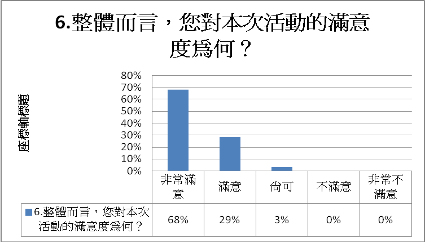 6.整體而言，您對本次活動的滿意
度為何？
80%
70%
60%
50%
40%
30%
20%
10%
0%
非常滿
意
滿意
尚可
不滿意
非常不
滿意
6.整體而言，您對本次
活動的滿意度為何？
68%
29%
3%
0%
0%